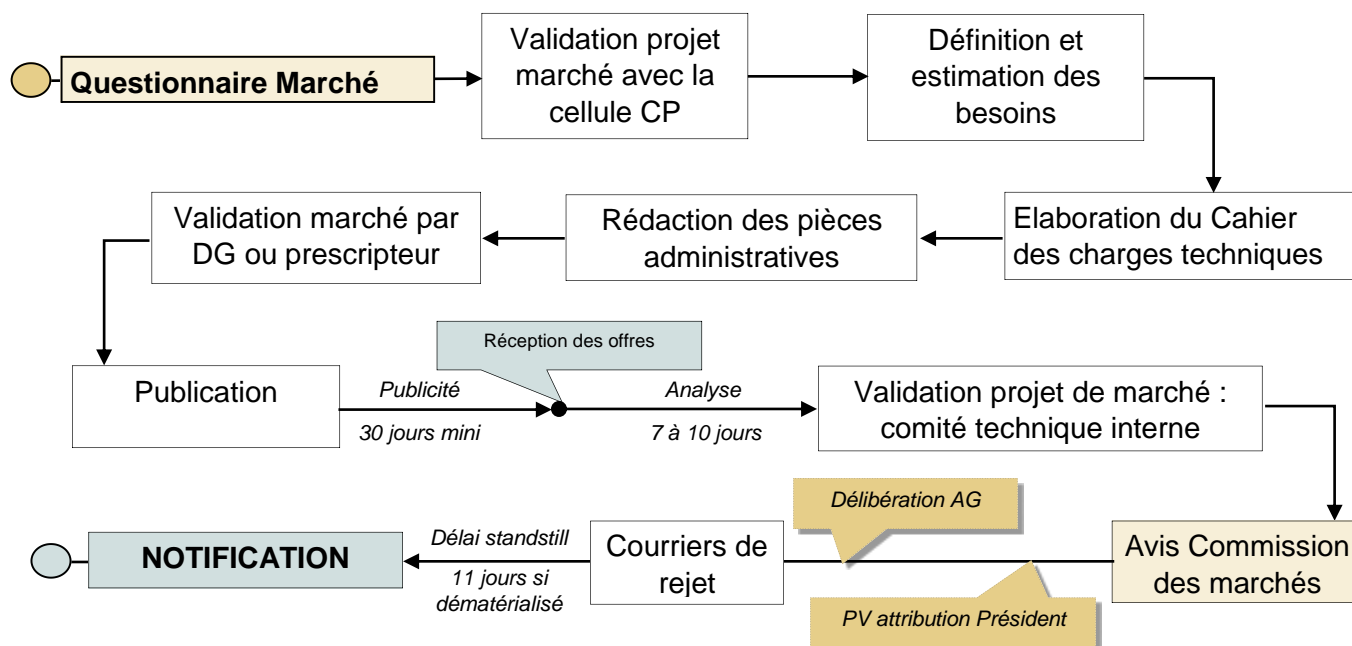 Questionnaire Marché
Validation projet
marché avec la
cellule CP
Définition et
estimation des
besoins
Elaboration du Cahier
des charges techniques
Rédaction des pièces
administratives
Validation marché par
DG ou prescripteur
Publication
Publicité
30 jours mini
Réception des offres
Analyse
7 à 10 jours
Validation projet de marché :
comité technique interne
Avis Commission
des marchés
PV attribution Président
Délibération AG
Courriers de
rejet
Délai standstill
11 jours si
dématérialisé
NOTIFICATION